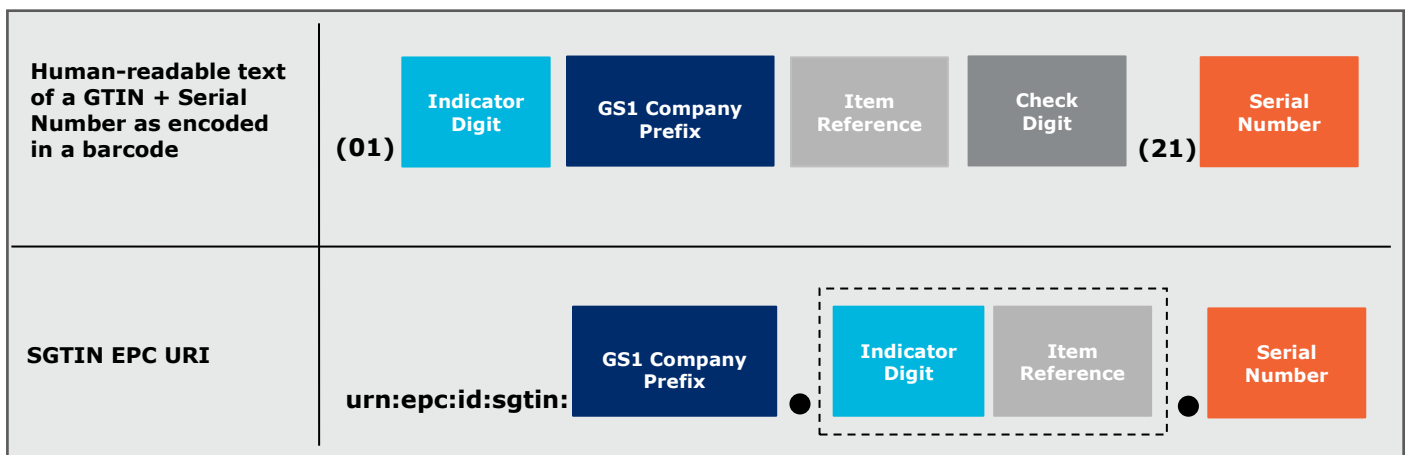 Human-readable text
of a GTIN + Serial
Number as encoded
in a barcode
(01)
Indicator
Digit
GS1 Company
Prefix
Item
Reference
Check
Digit
(21)
Serial
Number
SGTIN EPC URI
urn:epc:id:sgtin:
GS1 Company
Prefix
Indicator
Digit
Item
Reference
Serial
Number